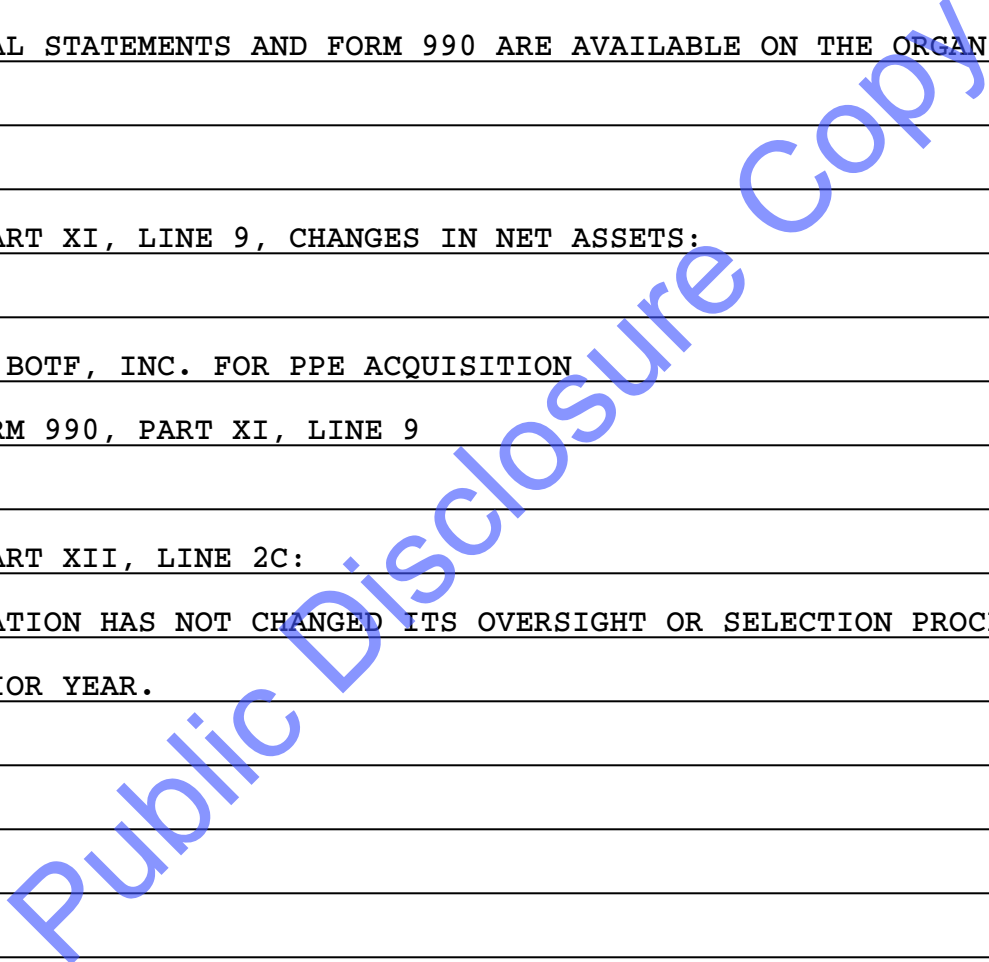 AL STATEMENTS AND FORM 990 ARE AVAILABLE ON THE ORGAN
ART XI, LINE 9, CHANGES IN NET ASSETS:
BOTF, INC. FOR PPE ACQUISITION
RM 990, PART XI, LINE 9
ART XII, LINE 2C:
ATION HAS NOT CHANGED ITS OVERSIGHT OR SELECTION PROC
IOR YEAR.
Public Disclosure Copy